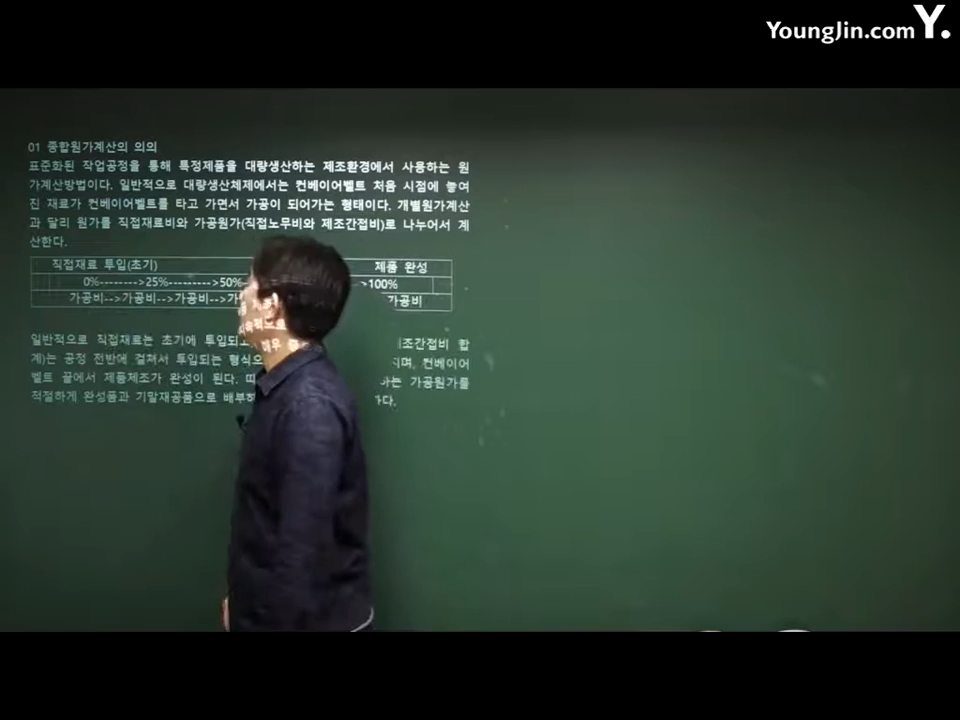 YoungJin.com Y.
01 종합원가계산의 의의
표준화된 작업공정을 통해 특정제품을 대량생산하는 제조환경에서 사용하는 원
가계산방법이다. 일반적으로 대량생산체제에서는 컨베이어벨트 처음 시점에 놓여
진 재료가 컨베이어벨트를 타고 가면서 가공이 되어가는 형태이다. 개별원가계산
과 달리 원가를 직접재료비와 가공원가(직접노무비와 제조간접비)로 나누어서 계
산한다.
직접재료 투입(초기) 제품 완성
0%-------->25%--------->50% >100%
가공비-->가공비-->가공비--> 가공비
일반적으로 직접재료는 초기에 조간접비 합
계)는 공정 전반에 걸쳐서 투입되는 컨베이어
벨트 끝에서 제품제조가 완성이 된다. 하는 가공원가를
적절하게 완성품과 기말재공품으로